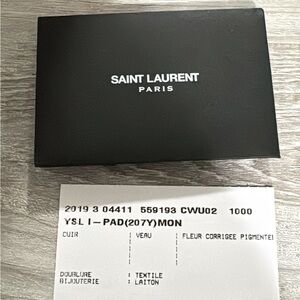 SAINT LAURENT
PARIS
2019 3 04411 559193 CWU02 1000
YSL I-PAD(207Y)MON
CUIR : VEAU : FLEUR CORRIGEE PIGMENTE
DOUBLURE : TEXTILE
BIJOUTERIE : LAITON